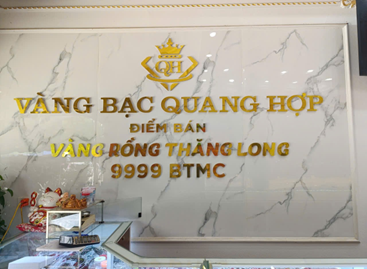 QH
VÀNG BẠC QUANG HỢP
ĐIỂM BÁN
VÀNG RỒNG THĂNG LONG
9999 BTMC